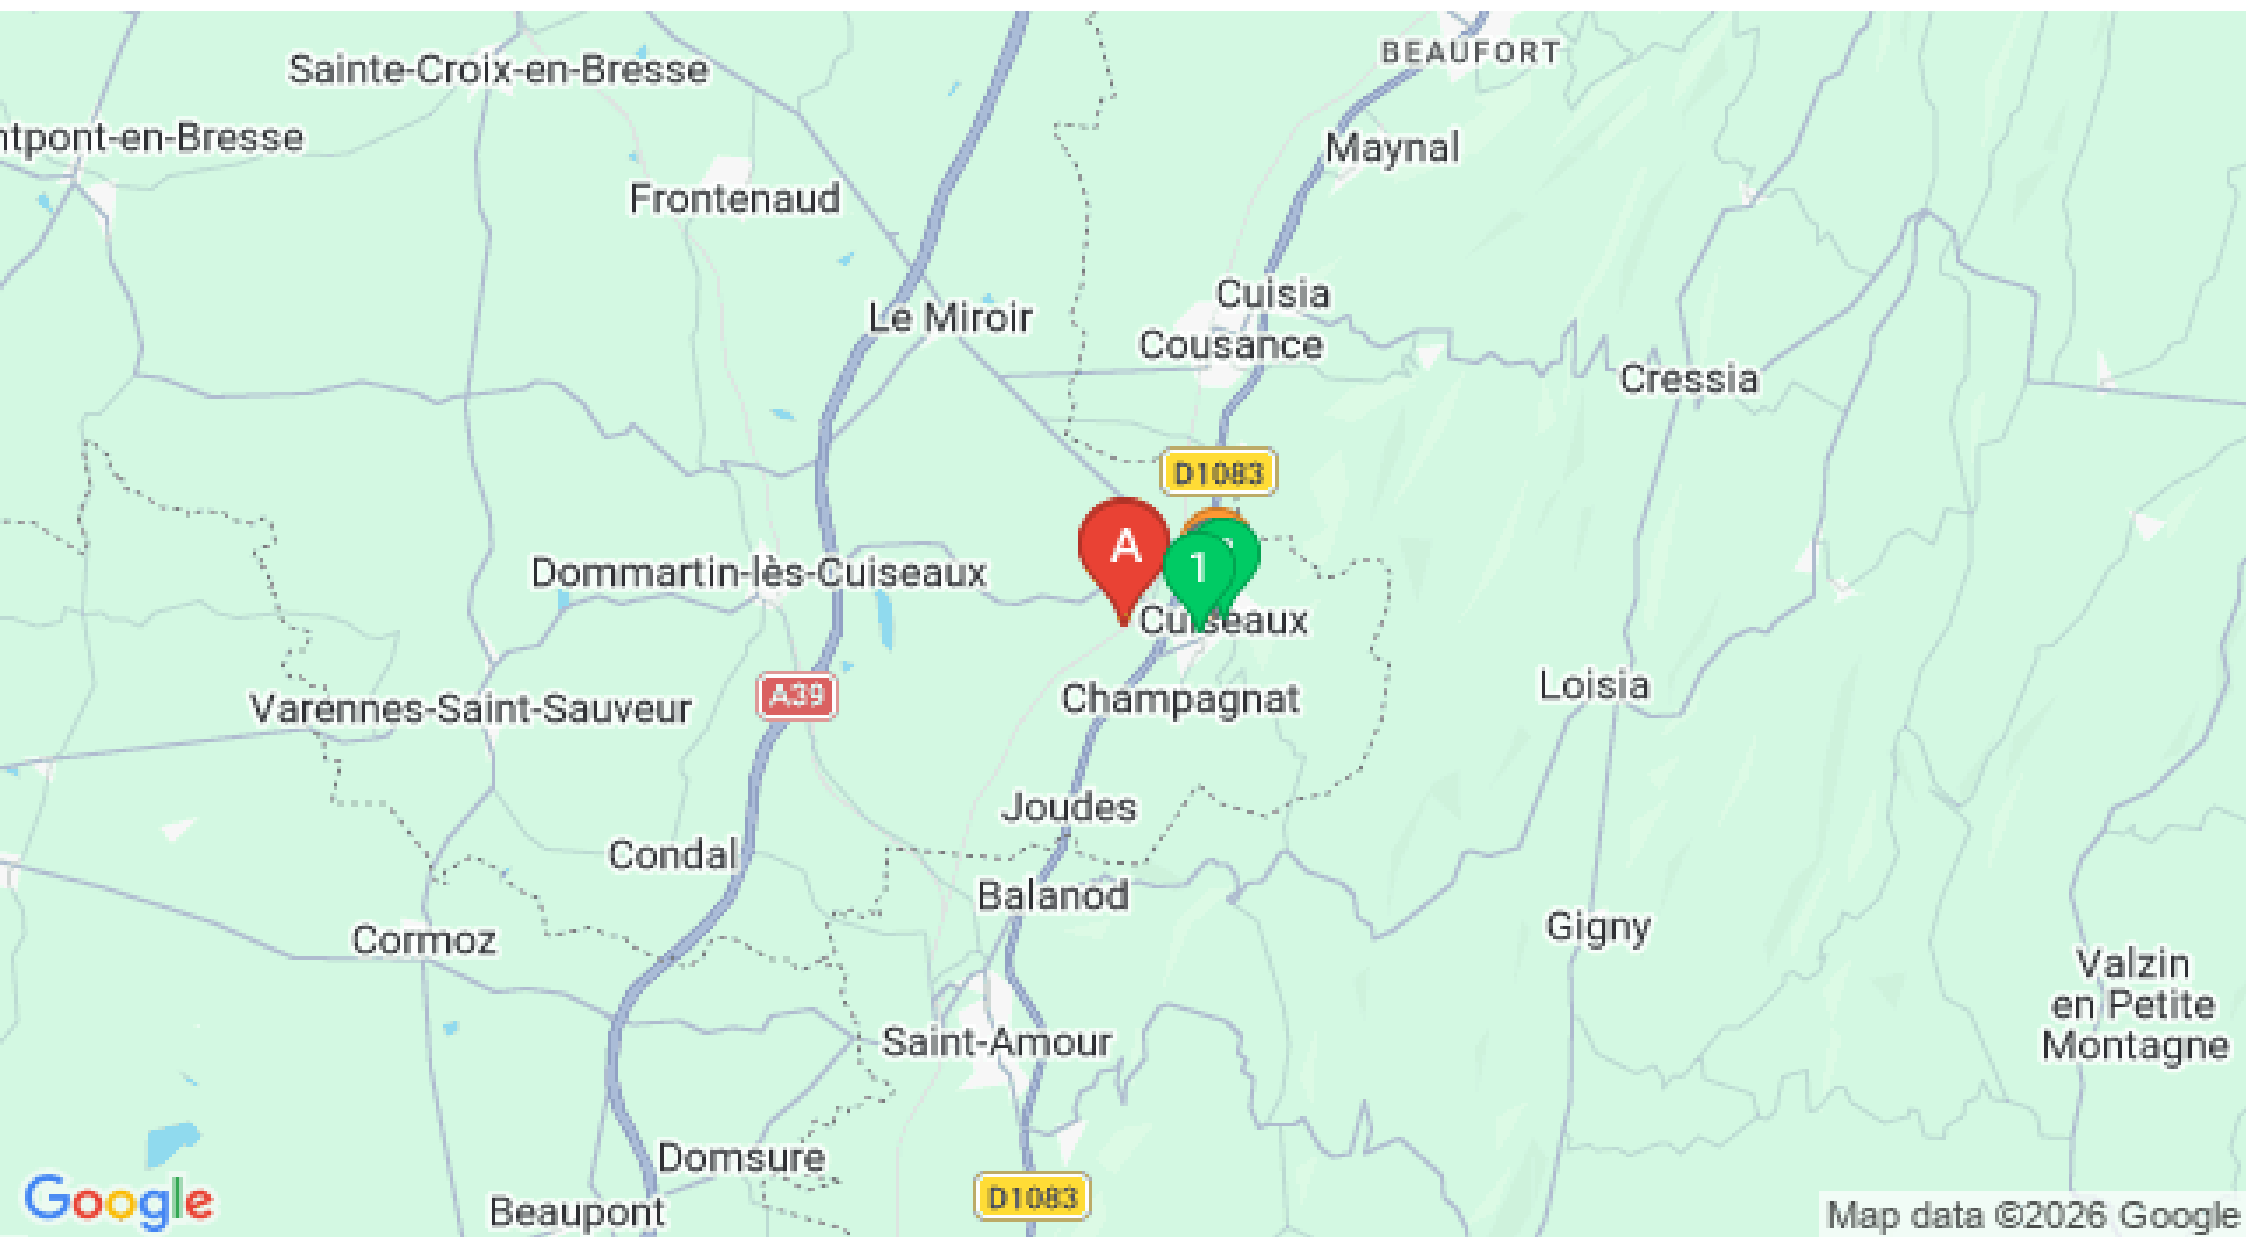 BEAUFORT
Sainte-Croix-en-Bresse
ntpont-en-Bresse
Maynal
Frontenaud
Cuisia
Le Miroir
Cousance
Cressia
D1083
A
1
Dommartin-lès-Cuiseaux
Cuiseaux
Loisia
A39
Champagnat
Varennes-Saint-Sauveur
Joudes
Condal
Balanod
Gigny
Cormoz
Valzin
en Petite
Montagne
Saint-Amour
Domsure
D1083
Beaupont
Google
Map data ©2026 Google